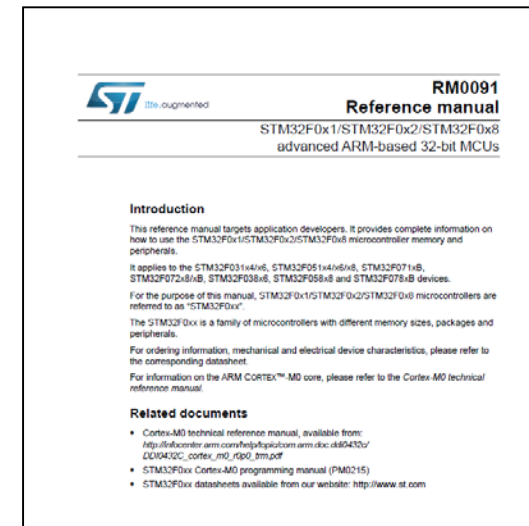 ST life.augmented
RM0091
Reference manual
STM32F0x1/STM32F0x2/STM32F0x8
advanced ARM-based 32-bit MCUs
Introduction
This reference manual targets application developers. It provides complete information on
how to use the STM32F0x1/STM32F0x2/STM32F0x8 microcontroller memory and
peripherals.
It applies to the STM32F031x4/x6, STM32F051x4/x6/x8, STM32F071xB,
STM32F072x8/xB, STM32F038x6, STM32F058x8 and STM32F078xB devices.
For the purpose of this manual, STM32F0x1/STM32F0x2/STM32F0x8 microcontrollers are
referred to as “STM32F0xx”.
The STM32F0xx is a family of microcontrollers with different memory sizes, packages and
peripherals.
For ordering information, mechanical and electrical device characteristics, please refer to
the corresponding datasheet.
For information on the ARM CORTEX™-M0 core, please refer to the Cortex-M0 technical
reference manual.
Related documents
• Cortex-M0 technical reference manual, available from:
http://infocenter.arm.com/help/topic/com.arm.doc.ddi0432c/
DDI0432C_cortex_m0_r0p0_trm.pdf
• STM32F0xx Cortex-M0 programming manual (PM0215)
• STM32F0xx datasheets available from our website: http://www.st.com